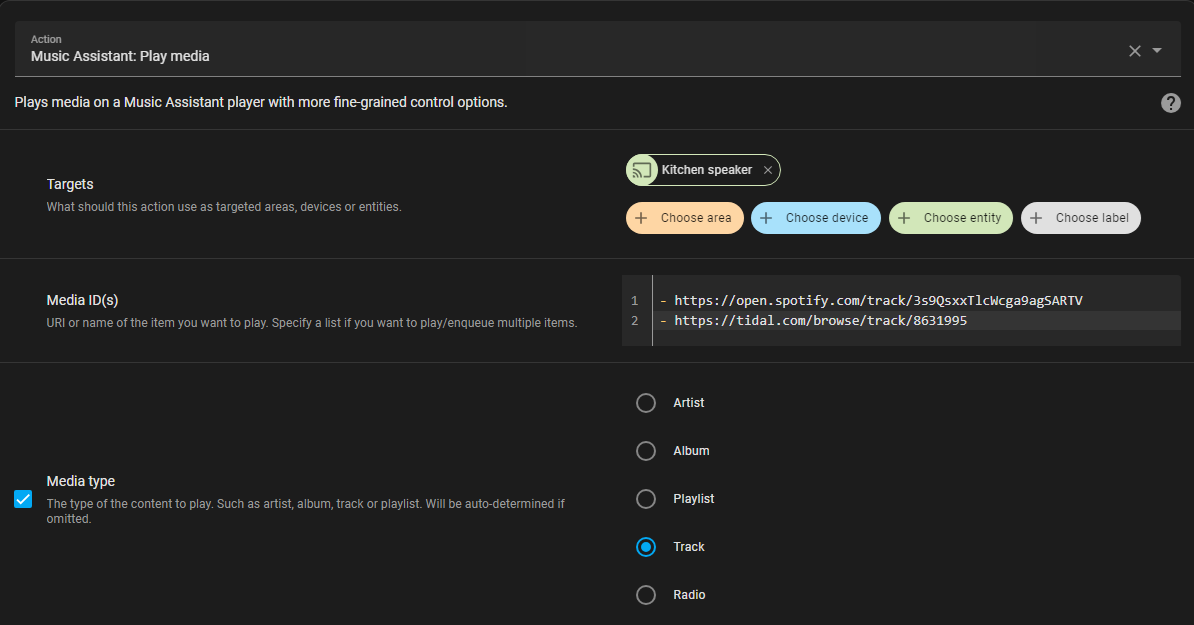 Action
Music Assistant: Play media
Plays media on a Music Assistant player with more fine-grained control options.
Targets
What should this action use as targeted areas, devices or entities.
Kitchen speaker
Choose area
Choose device
Choose entity
Choose label
Media ID(s)
URI or name of the item you want to play. Specify a list if you want to play/enqueue multiple items.
1 - https://open.spotify.com/track/3s9QsxxTlcWcga9agSARTV
2 - https://tidal.com/browse/track/8631995
Media type
The type of the content to play. Such as artist, album, track or playlist. Will be auto-determined if
omitted.
Artist
Album
Playlist
Track
Radio